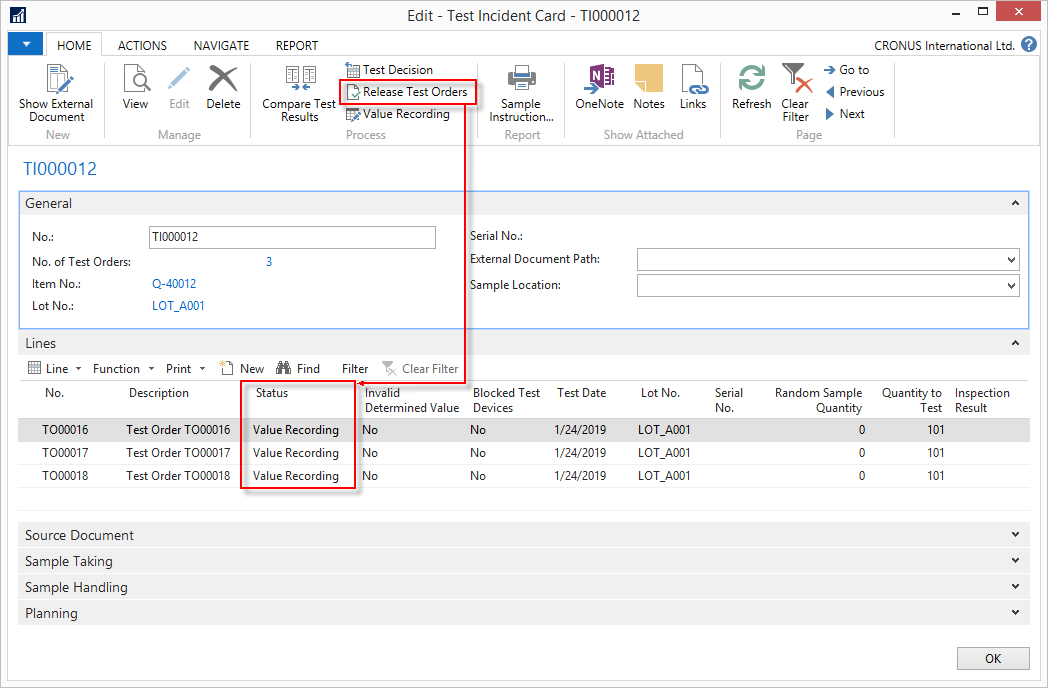 Edit - Test Incident Card - TI000012
HOME ACTIONS NAVIGATE REPORT CRONUS International Ltd. ?
Show External Document
View
Edit
Delete
Compare Test Results
Test Decision
Release Test Orders
Value Recording
Sample Instruction...
OneNote
Notes
Links
Refresh
Clear Filter
Go to
Previous
Next
New Manage Process Report Show Attached Page
TI000012
General
No.: TI000012
No. of Test Orders: 3
Item No.: Q-40012
Lot No.: LOT_A001
Serial No.:
External Document Path:
Sample Location:
Lines
Line Function Print New Find Filter Clear Filter
No. Description Status Invalid Determined Value Blocked Test Devices Test Date Lot No. Serial No. Random Sample Quantity Quantity to Test Inspection Result
TO00016 Test Order TO00016 Value Recording No No 1/24/2019 LOT_A001 0 101
TO00017 Test Order TO00017 Value Recording No No 1/24/2019 LOT_A001 0 101
TO00018 Test Order TO00018 Value Recording No No 1/24/2019 LOT_A001 0 101
Source Document
Sample Taking
Sample Handling
Planning
OK